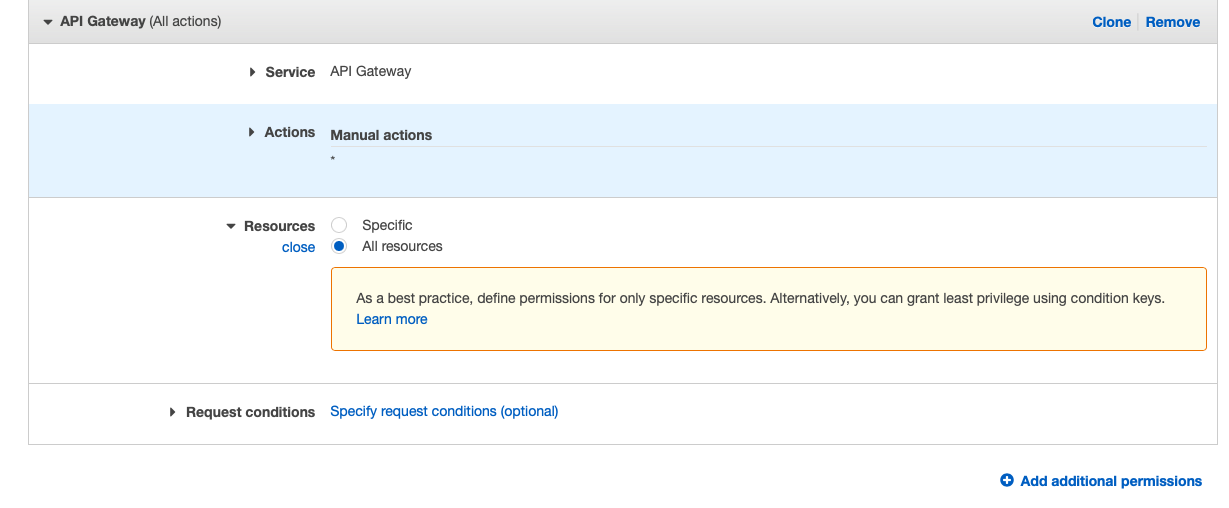 API Gateway (All actions)
Clone Remove
Service API Gateway
Actions Manual actions
*
Resources Specific
close All resources
As a best practice, define permissions for only specific resources. Alternatively, you can grant least privilege using condition keys.
Learn more
Request conditions Specify request conditions (optional)
Add additional permissions